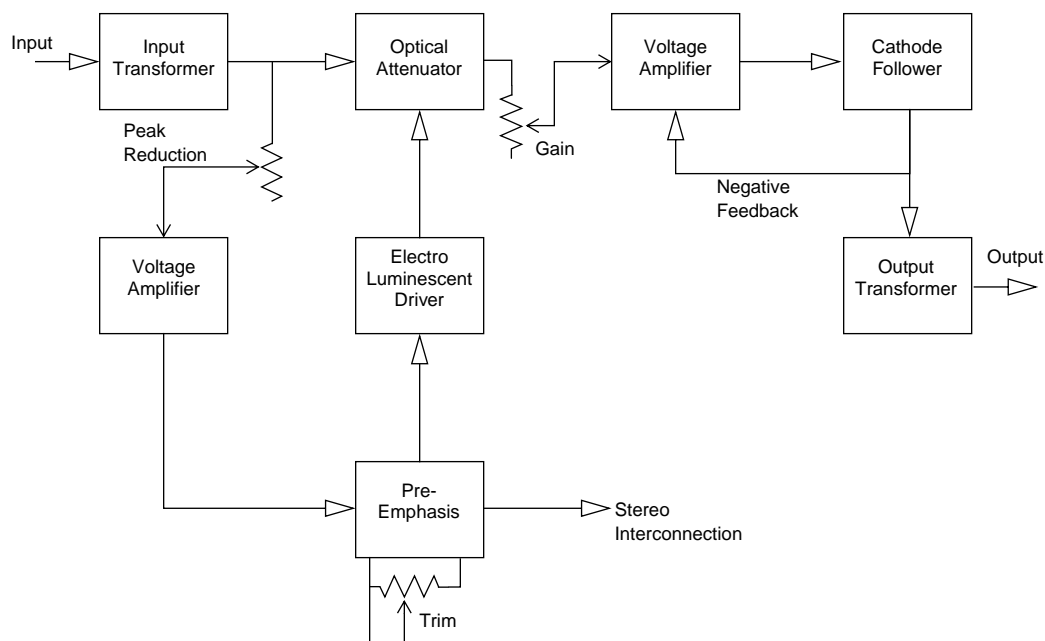 Input
Input
Transformer
Optical
Attenuator
Voltage
Amplifier
Cathode
Follower
Peak
Reduction
Gain
Negative
Feedback
Voltage
Amplifier
Electro
Luminescent
Driver
Output
Transformer
Output
Pre-
Emphasis
Stereo
Interconnection
Trim